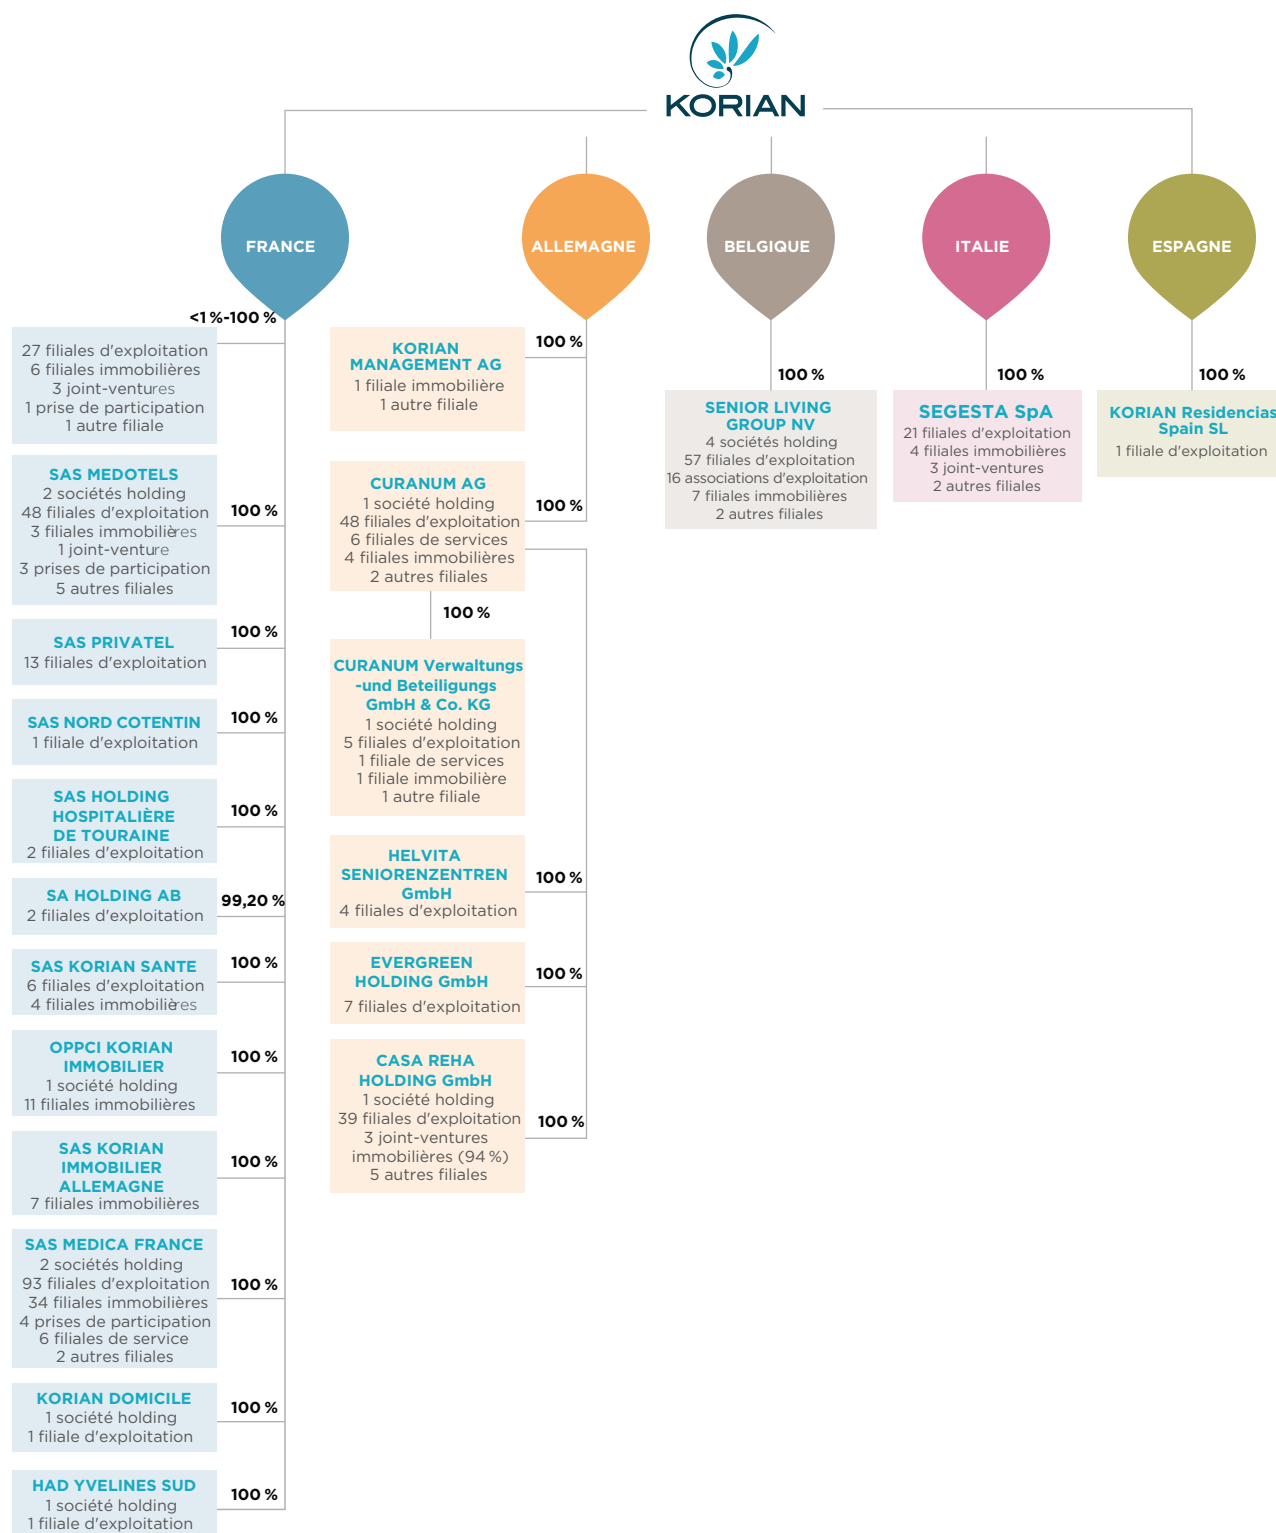 KORIAN
FRANCE
ALLEMAGNE
BELGIQUE
ITALIE
ESPAGNE
<1 %-100 %
27 filiales d'exploitation
6 filiales immobilières
3 joint-ventures
1 prise de participation
1 autre filiale
SAS MEDOTELS
2 sociétés holding
48 filiales d'exploitation
3 filiales immobilières
1 joint-venture
3 prises de participation
5 autres filiales
100 %
SAS PRIVATEL
13 filiales d'exploitation
100 %
SAS NORD COTENTIN
1 filiale d'exploitation
100 %
SAS HOLDING
HOSPITALIÈRE
DE TOURAINE
2 filiales d'exploitation
100 %
SA HOLDING AB
2 filiales d'exploitation
99,20 %
SAS KORIAN SANTE
6 filiales d'exploitation
4 filiales immobilières
100 %
OPPCI KORIAN
IMMOBILIER
1 société holding
11 filiales immobilières
100 %
SAS KORIAN
IMMOBILIER
ALLEMAGNE
7 filiales immobilières
100 %
SAS MEDICA FRANCE
2 sociétés holding
93 filiales d'exploitation
34 filiales immobilières
4 prises de participation
6 filiales de service
2 autres filiales
100 %
KORIAN DOMICILE
1 société holding
1 filiale d'exploitation
100 %
HAD YVELINES SUD
1 société holding
1 filiale d'exploitation
100 %
KORIAN
MANAGEMENT AG
1 filiale immobilière
1 autre filiale
100 %
CURANUM AG
1 société holding
48 filiales d'exploitation
6 filiales de services
4 filiales immobilières
2 autres filiales
100 %
100 %
CURANUM Verwaltungs
-und Beteiligungs
GmbH & Co. KG
1 société holding
5 filiales d'exploitation
1 filiale de services
1 filiale immobilière
1 autre filiale
HELVITA
SENIORENZENTREN
GmbH
4 filiales d'exploitation
100 %
EVERGREEN
HOLDING GmbH
7 filiales d'exploitation
100 %
CASA REHA
HOLDING GmbH
1 société holding
39 filiales d'exploitation
3 joint-ventures
immobilières (94 %)
5 autres filiales
100 %
100 %
SENIOR LIVING
GROUP NV
4 sociétés holding
57 filiales d'exploitation
16 associations d'exploitation
7 filiales immobilières
2 autres filiales
100 %
SEGESTA SpA
21 filiales d'exploitation
4 filiales immobilières
3 joint-ventures
2 autres filiales
100 %
KORIAN Residencias
Spain SL
1 filiale d'exploitation